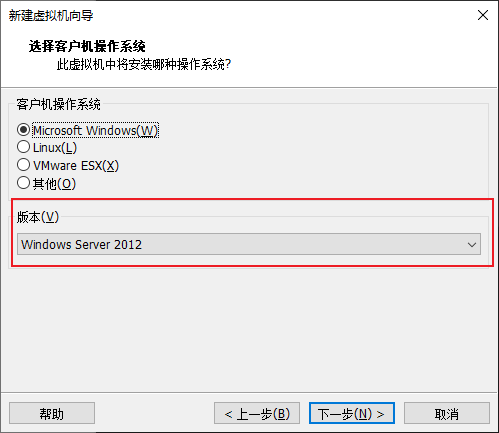 新建虚拟机向导
选择客户机操作系统
此虚拟机中将安装哪种操作系统?
客户机操作系统
Microsoft Windows(W)
Linux(L)
VMware ESX(X)
其他(O)
版本(V)
Windows Server 2012
帮助
< 上一步(B)
下一步(N) >
取消